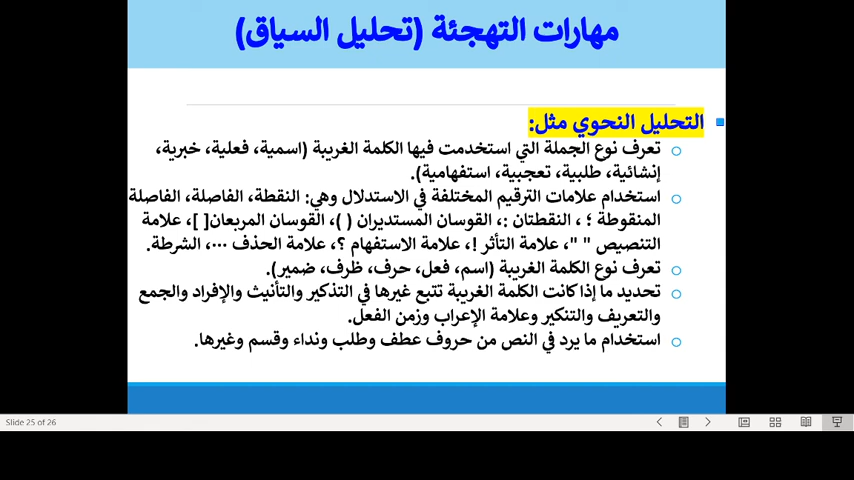 مهارات التهجئة (تحليل السياق)
التحليل النحوي مثل:
تعرف نوع الجملة التي استخدمت فيها الكلمة الغريبة (اسمية، فعلية، خبرية،
إنشائية، طلبية، تعجبية، استفهامية).
استخدام علامات الترقيم المختلفة في الاستدلال وهي: النقطة، الفاصلة، الفاصلة
المنقوطة ؛ ، النقطتان :، القوسان المستديران ( )، القوسان المربعان[ ]، علامة
التنصيص " "، علامة التأثر !، علامة الاستفهام ؟، علامة الحذف ...، الشرطة.
تعرف نوع الكلمة الغريبة (اسم، فعل، حرف، ظرف، ضمير).
تحديد ما إذا كانت الكلمة الغريبة تتبع غيرها في التذكير والتأنيث والإفراد والجمع
والتعريف والتنكير وعلامة الإعراب وزمن الفعل.
استخدام ما يرد في النص من حروف عطف وطلب ونداء وقسم وغيرها.
Slide 25 of 26